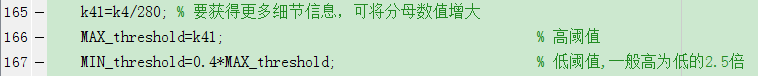 165 — k41=k4/280; % 要获得更多细节信息，可将分母数值增大
166 — MAX_threshold=k41; % 高阈值
167 — MIN_threshold=0.4*MAX_threshold; % 低阈值,一般高为低的2.5倍